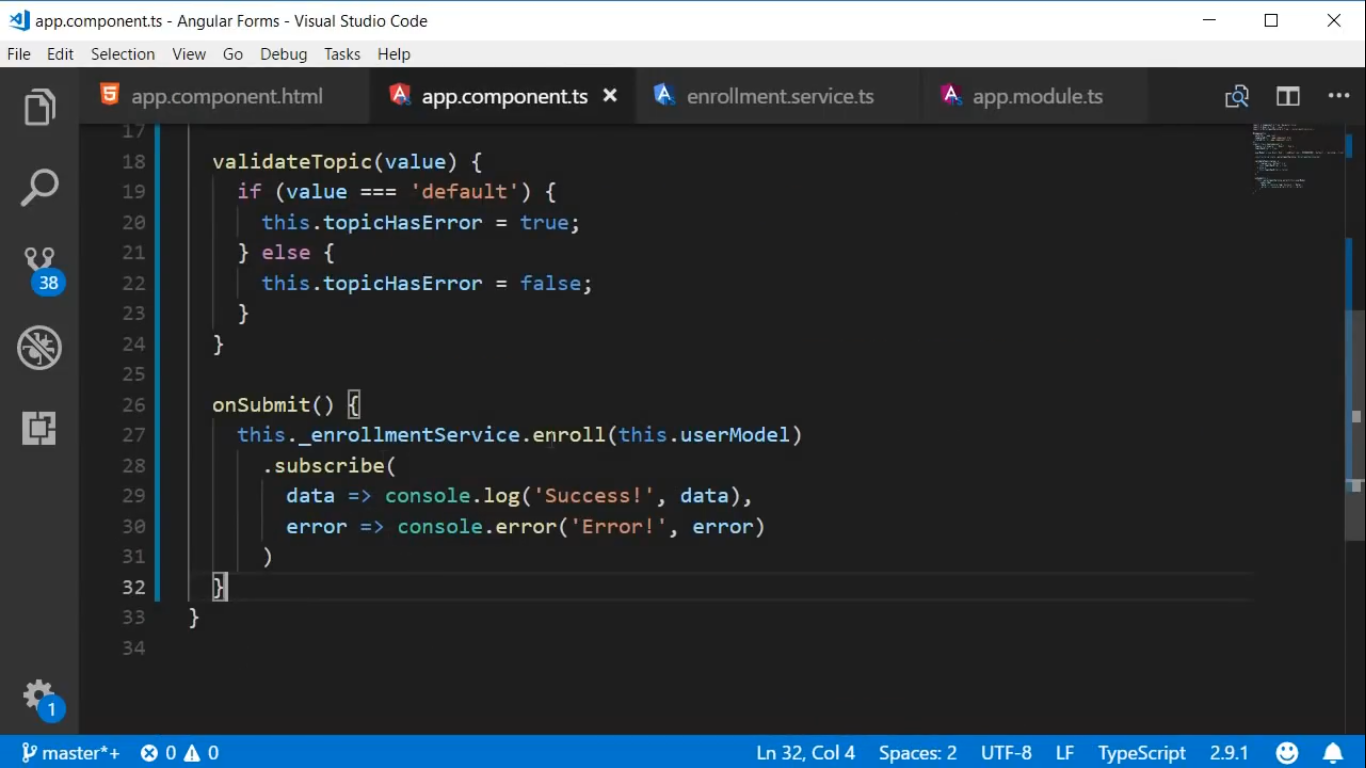 app.component.ts - Angular Forms - Visual Studio Code
File Edit Selection View Go Debug Tasks Help
app.component.html app.component.ts enrollment.service.ts app.module.ts
17
18 validateTopic(value) {
19 if (value === 'default') {
20 this.topicHasError = true;
21 } else {
22 this.topicHasError = false;
23 }
24 }
25
26 onSubmit() {
27 this._enrollmentService.enroll(this.userModel)
28 .subscribe(
29 data => console.log('Success!', data),
30 error => console.error('Error!', error)
31 )
32 }
33 }
34
38
1
master*+ 0 0 Ln 32, Col 4 Spaces: 2 UTF-8 LF TypeScript 2.9.1